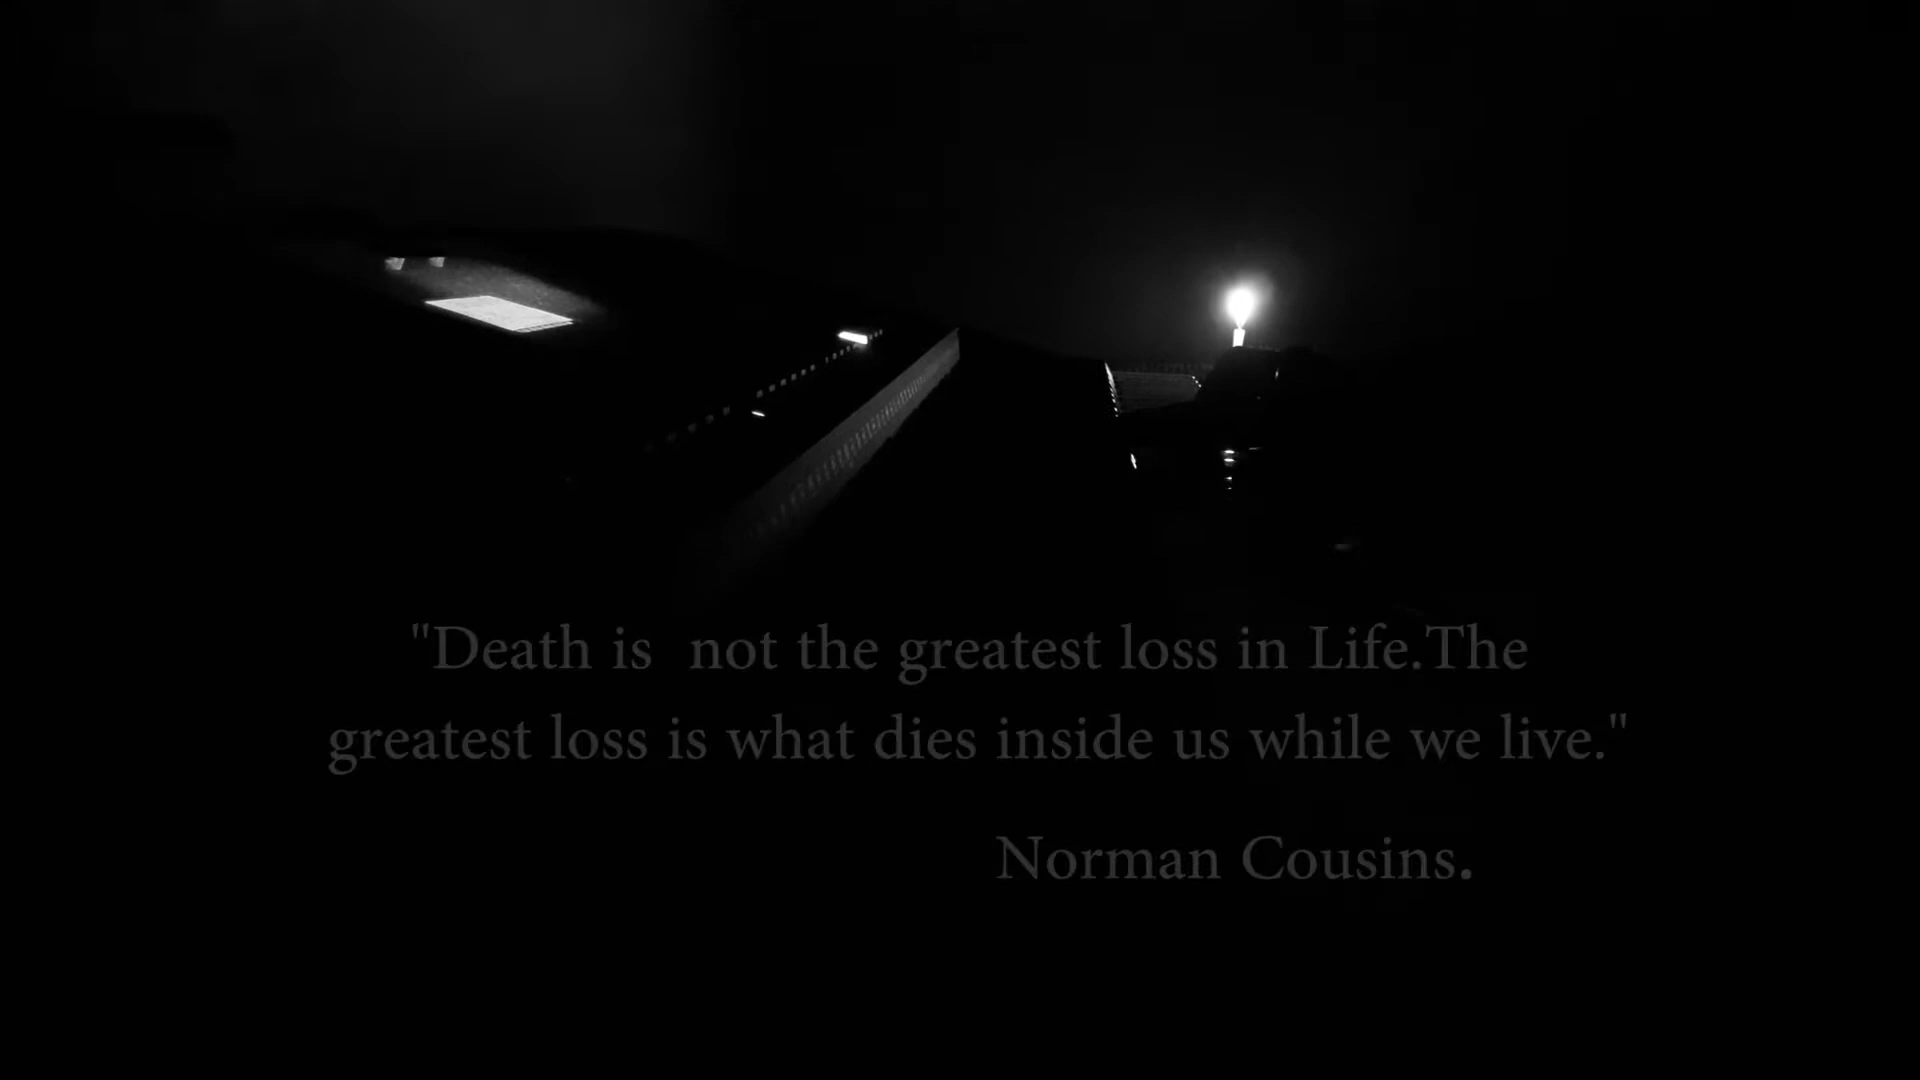 "Death is  not the greatest loss in Life.The
greatest loss is what dies inside us while we live."
Norman Cousins.